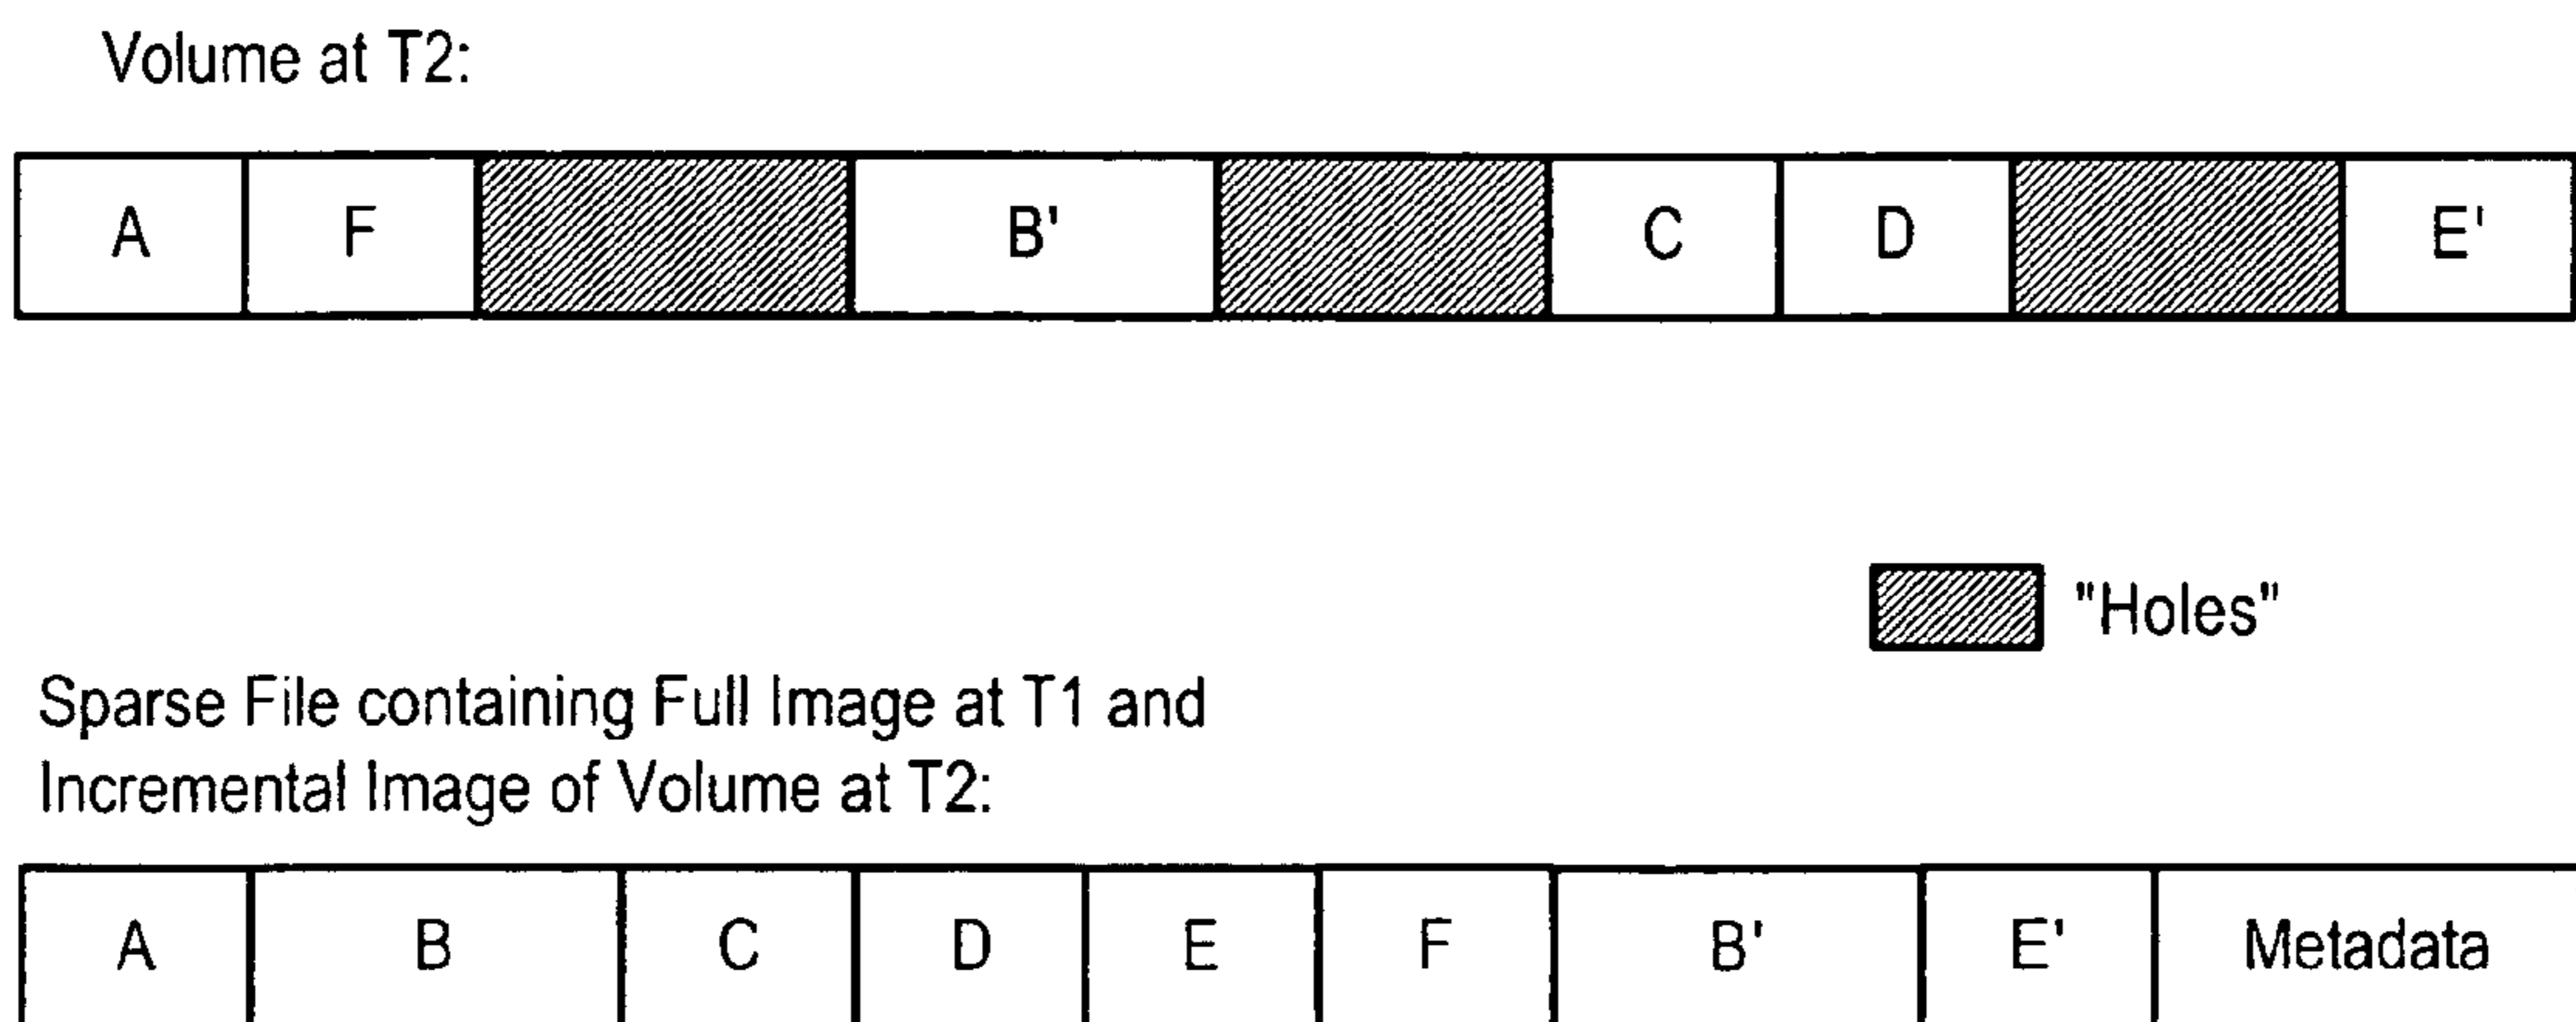 Volume at T2:
A F B' C D E'
"Holes"
Sparse File containing Full Image at T1 and
Incremental Image of Volume at T2:
A B C D E F B' E' Metadata